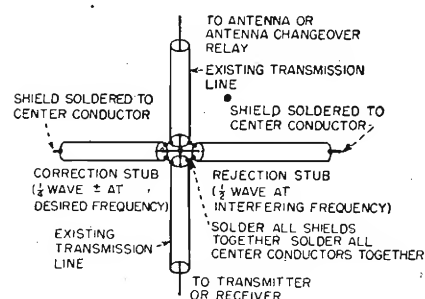 TO ANTENNA OR
ANTENNA CHANGEOVER
RELAY
EXISTING TRANSMISSION
LINE
SHIELD SOLDERED TO
CENTER CONDUCTOR
SHIELD SOLDERED TO
CENTER CONDUCTOR
CORRECTION STUB
(¼ WAVE ± AT
DESIRED FREQUENCY)
REJECTION STUB
(½ WAVE AT
INTERFERING FREQUENCY)
SOLDER ALL SHIELDS
TOGETHER SOLDER ALL
CENTER CONDUCTORS TOGETHER
EXISTING
TRANSMISSION
LINE
TO TRANSMITTER
OR RECEIVER